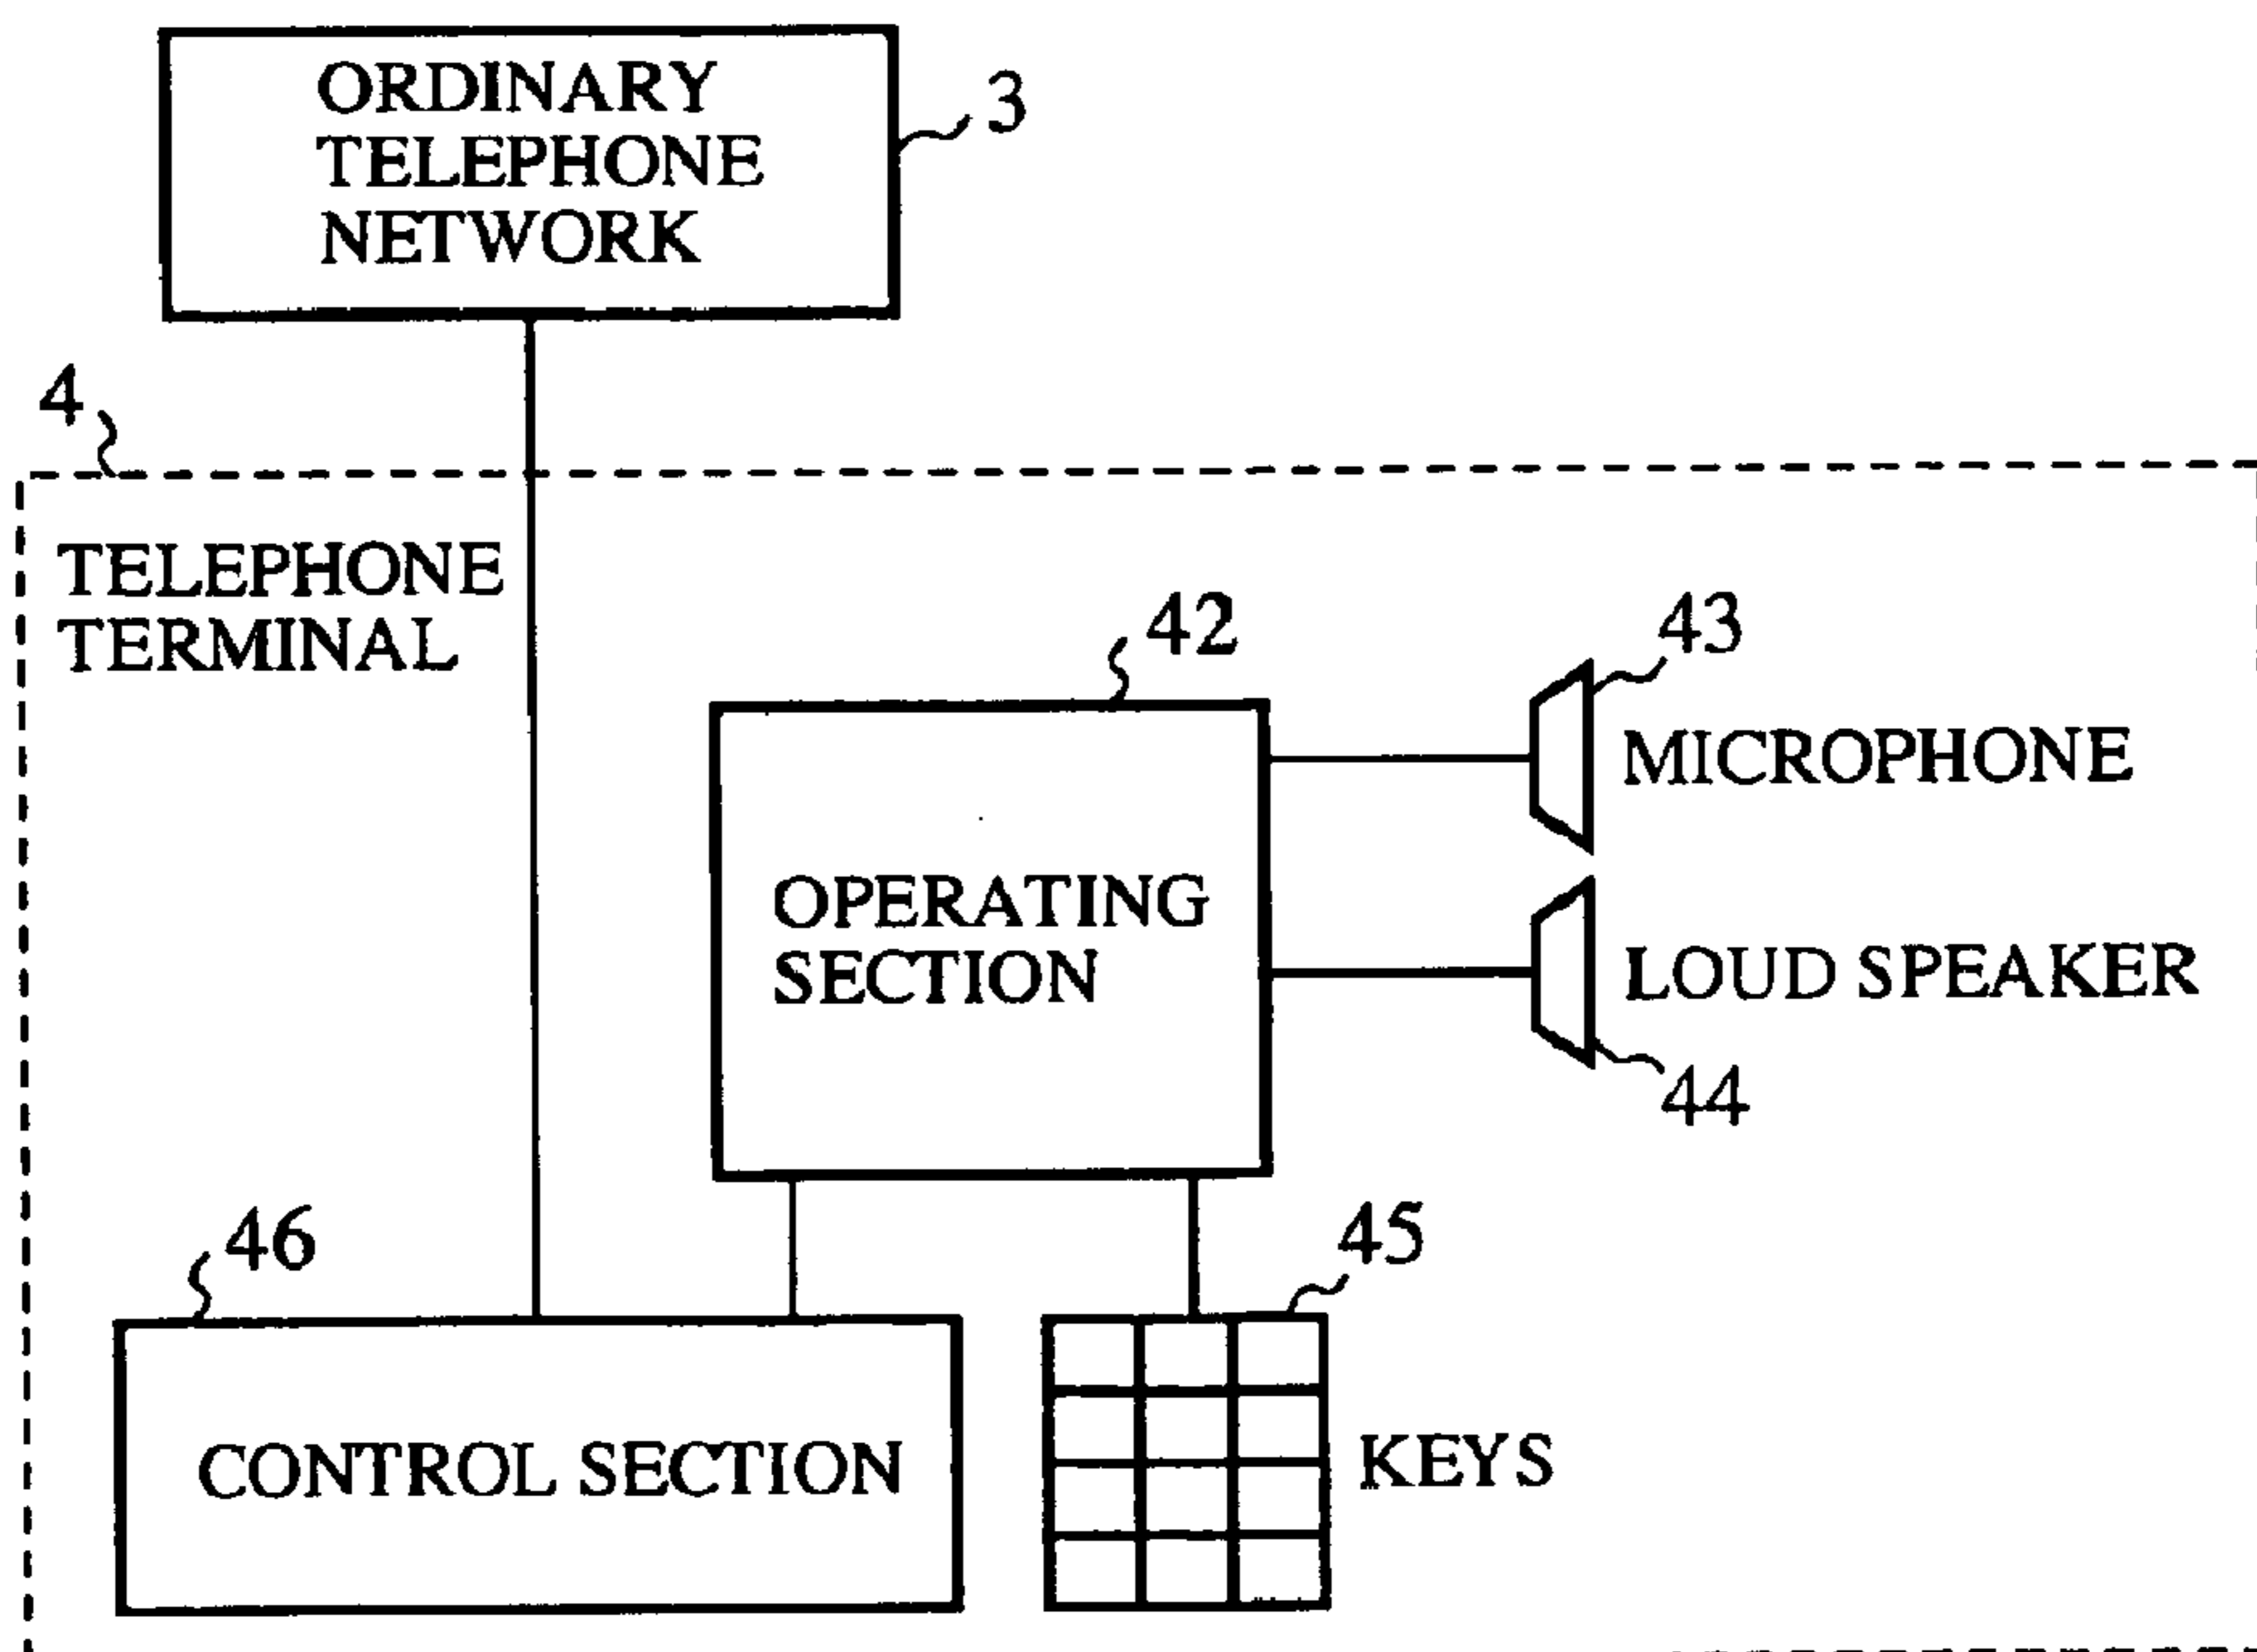 ORDINARY
TELEPHONE
NETWORK
3
4
TELEPHONE
TERMINAL
42
43
MICROPHONE
OPERATING
SECTION
LOUD SPEAKER
44
46
45
CONTROL SECTION
KEYS